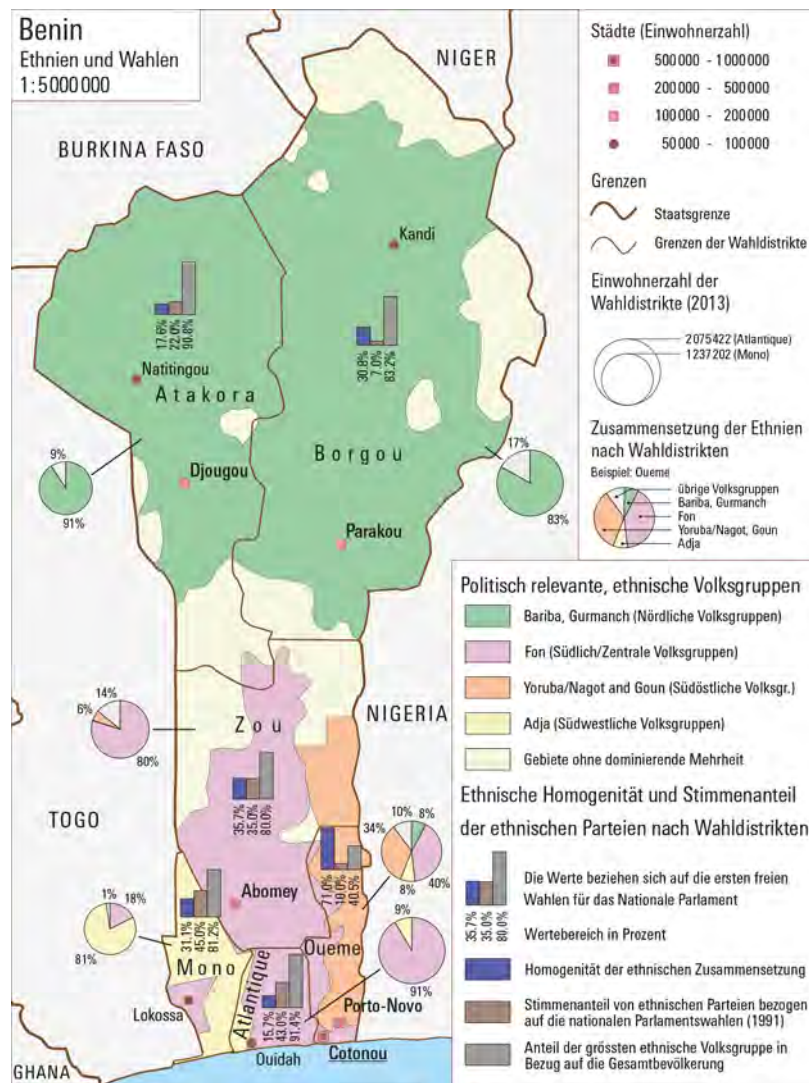 Benin
Ethnien und Wahlen
1:5000000
NIGER
BURKINA FASO
Kandi
17.6%
22.0%
90.8%
30.8%
7.0%
83.2%
Natitingou
Atakora
Borgou
9%
91%
17%
83%
Djougou
Parakou
14%
6%
80%
Zou
NIGERIA
TOGO
35.7%
35.0%
80.0%
10%
8%
34%
40%
8%
71.0%
40.5%
Abomey
1%
18%
81%
31.1%
45.0%
81.2%
Mono
Oueme
9%
91%
Atlantique
15.7%
43.0%
91.4%
Lokossa
Porto-Novo
Ouidah
Cotonou
GHANA
Städte (Einwohnerzahl)
500000 - 1000000
200000 - 500000
100000 - 200000
50000 - 100000
Grenzen
Staatsgrenze
Grenzen der Wahldistrikte
Einwohnerzahl der
Wahldistrikte (2013)
2075422 (Atlantique)
1237202 (Mono)
Zusammensetzung der Ethnien
nach Wahldistrikten
Beispiel: Oueme
übrige Volksgruppen
Bariba, Gurmanch
Fon
Yoruba/Nagot, Goun
Adja
Politisch relevante, ethnische Volksgruppen
Bariba, Gurmanch (Nördliche Volksgruppen)
Fon (Südlich/Zentrale Volksgruppen)
Yoruba/Nagot and Goun (Südöstliche Volksgr.)
Adja (Südwestliche Volksgruppen)
Gebiete ohne dominierende Mehrheit
Ethnische Homogenität und Stimmenanteil
der ethnischen Parteien nach Wahldistrikten
Die Werte beziehen sich auf die ersten freien
Wahlen für das Nationale Parlament
35.7%
35.0%
80.0%
Wertebereich in Prozent
Homogenität der ethnischen Zusammensetzung
Stimmenanteil von ethnischen Parteien bezogen
auf die nationalen Parlamentswahlen (1991)
Anteil der grössten ethnische Volksgruppe in
Bezug auf die Gesamtbevölkerung